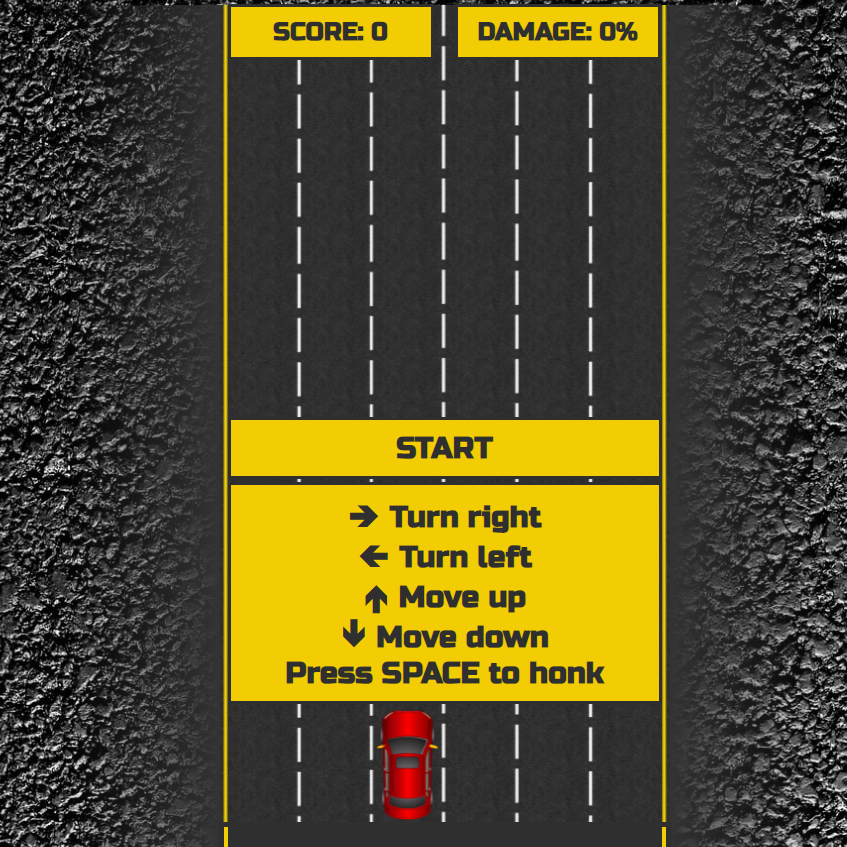 SCORE: 0
DAMAGE: 0%
START
→ Turn right
← Turn left
↑ Move up
↓ Move down
Press SPACE to honk